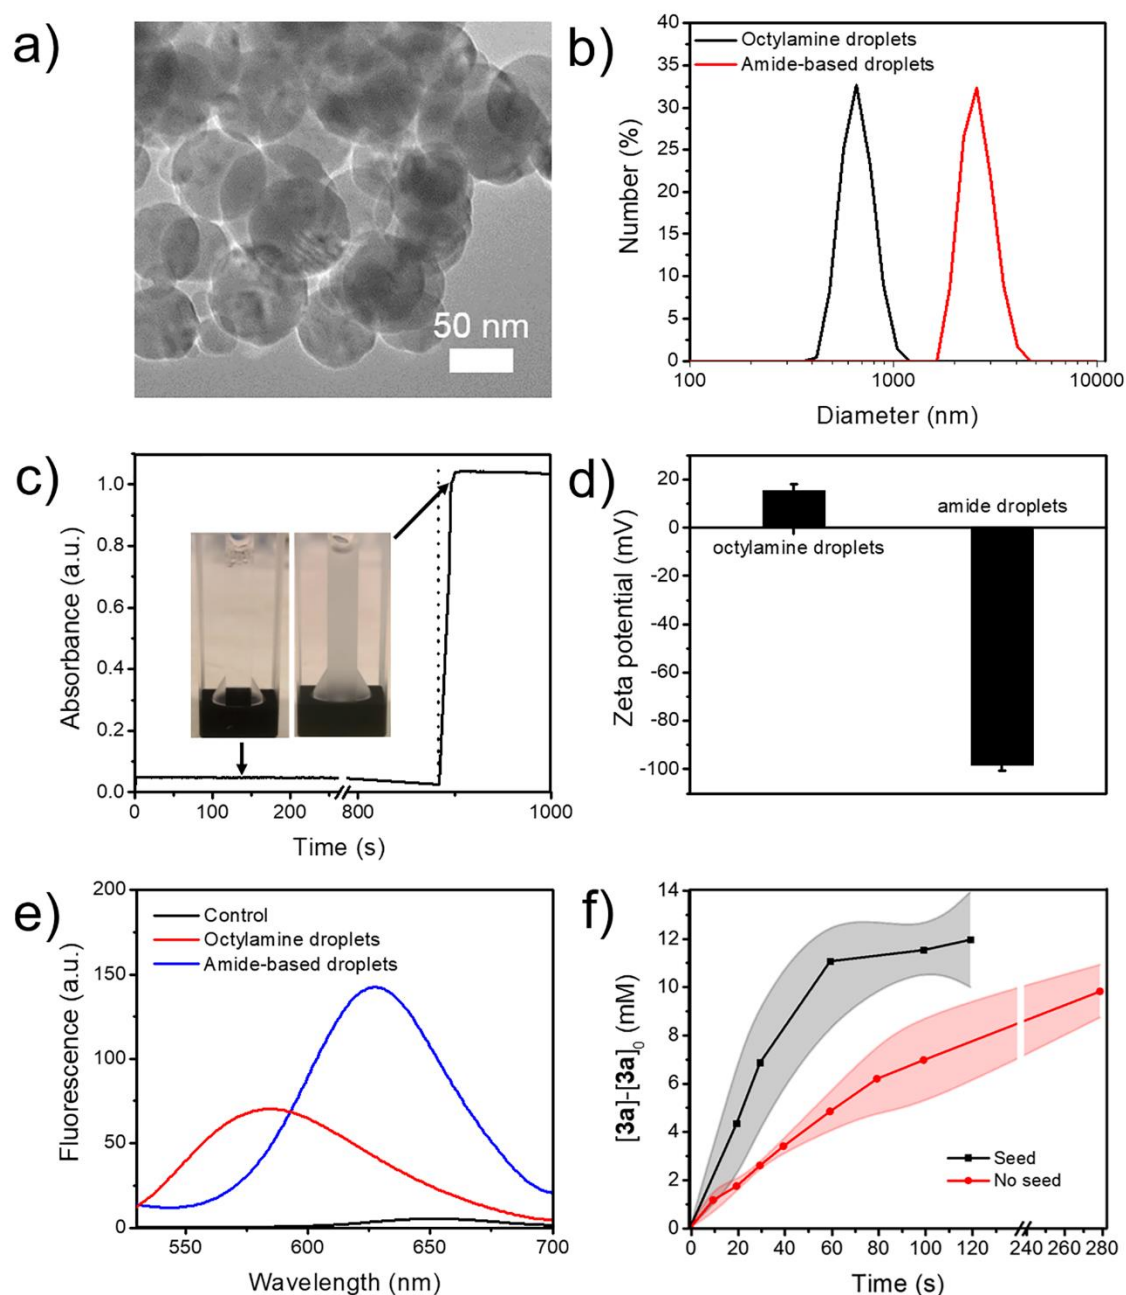 a)
50 nm
b)
40
35
30
25
20
15
10
5
0
Number (%)
Octylamine droplets
Amide-based droplets
100
1000
10000
Diameter (nm)
c)
1.0
0.8
0.6
0.4
0.2
0.0
Absorbance (a.u.)
0
100
200
800
1000
Time (s)
d)
20
0
-20
-40
-60
-80
-100
Zeta potential (mV)
octylamine droplets
amide droplets
e)
200
150
100
50
0
Fluorescence (a.u.)
Control
Octylamine droplets
Amide-based droplets
550
600
650
700
Wavelength (nm)
f)
14
12
10
8
6
4
2
0
[3a]-[3a]0 (mM)
Seed
No seed
0
20
40
60
80
100
120
240
260
280
Time (s)